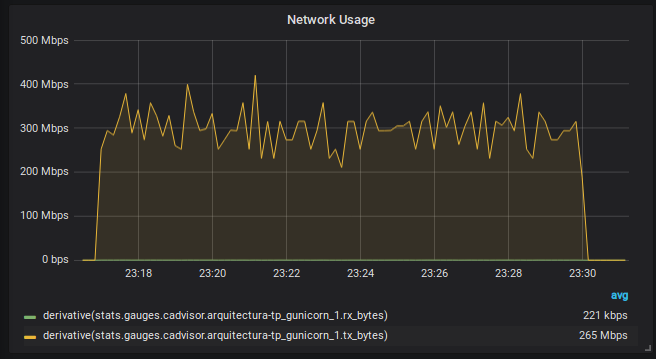 Network Usage
500 Mbps
400 Mbps
300 Mbps
200 Mbps
100 Mbps
0 bps
23:18 23:20 23:22 23:24 23:26 23:28 23:30
avg
derivative(stats.gauges.cadvisor.arquitectura-tp_gunicorn_1.rx_bytes) 221 kbps
derivative(stats.gauges.cadvisor.arquitectura-tp_gunicorn_1.tx_bytes) 265 Mbps